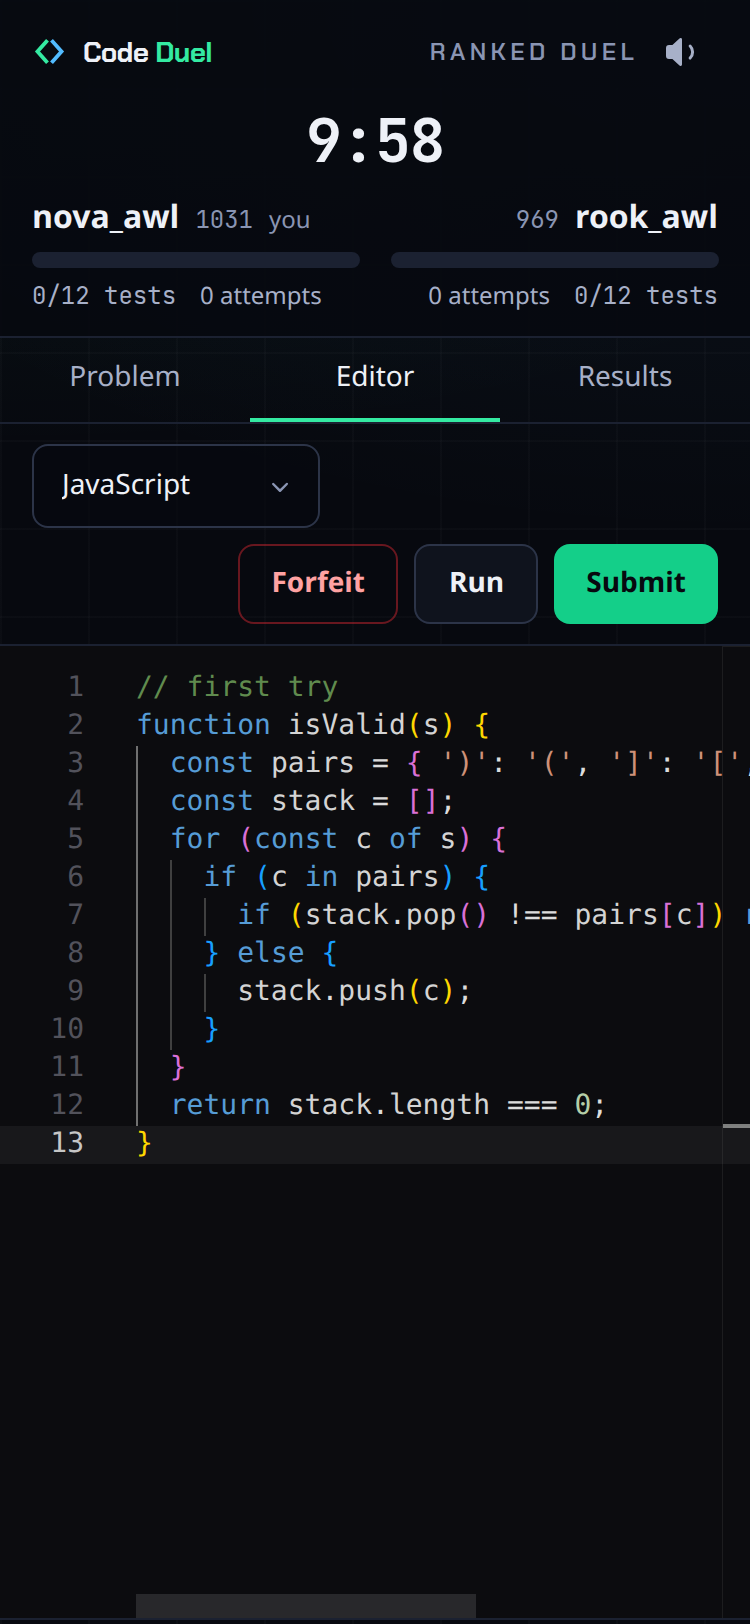 Code Duel RANKED DUEL
9:58
nova_awl 1031 you 969 rook_awl
0/12 tests 0 attempts 0 attempts 0/12 tests
Problem Editor Results
JavaScript
Forfeit Run Submit
1 // first try
2 function isValid(s) {
3 const pairs = { ')': '(', ']': '[',
4 const stack = [];
5 for (const c of s) {
6 if (c in pairs) {
7 if (stack.pop() !== pairs[c])
8 } else {
9 stack.push(c);
10 }
11 }
12 return stack.length === 0;
13 }